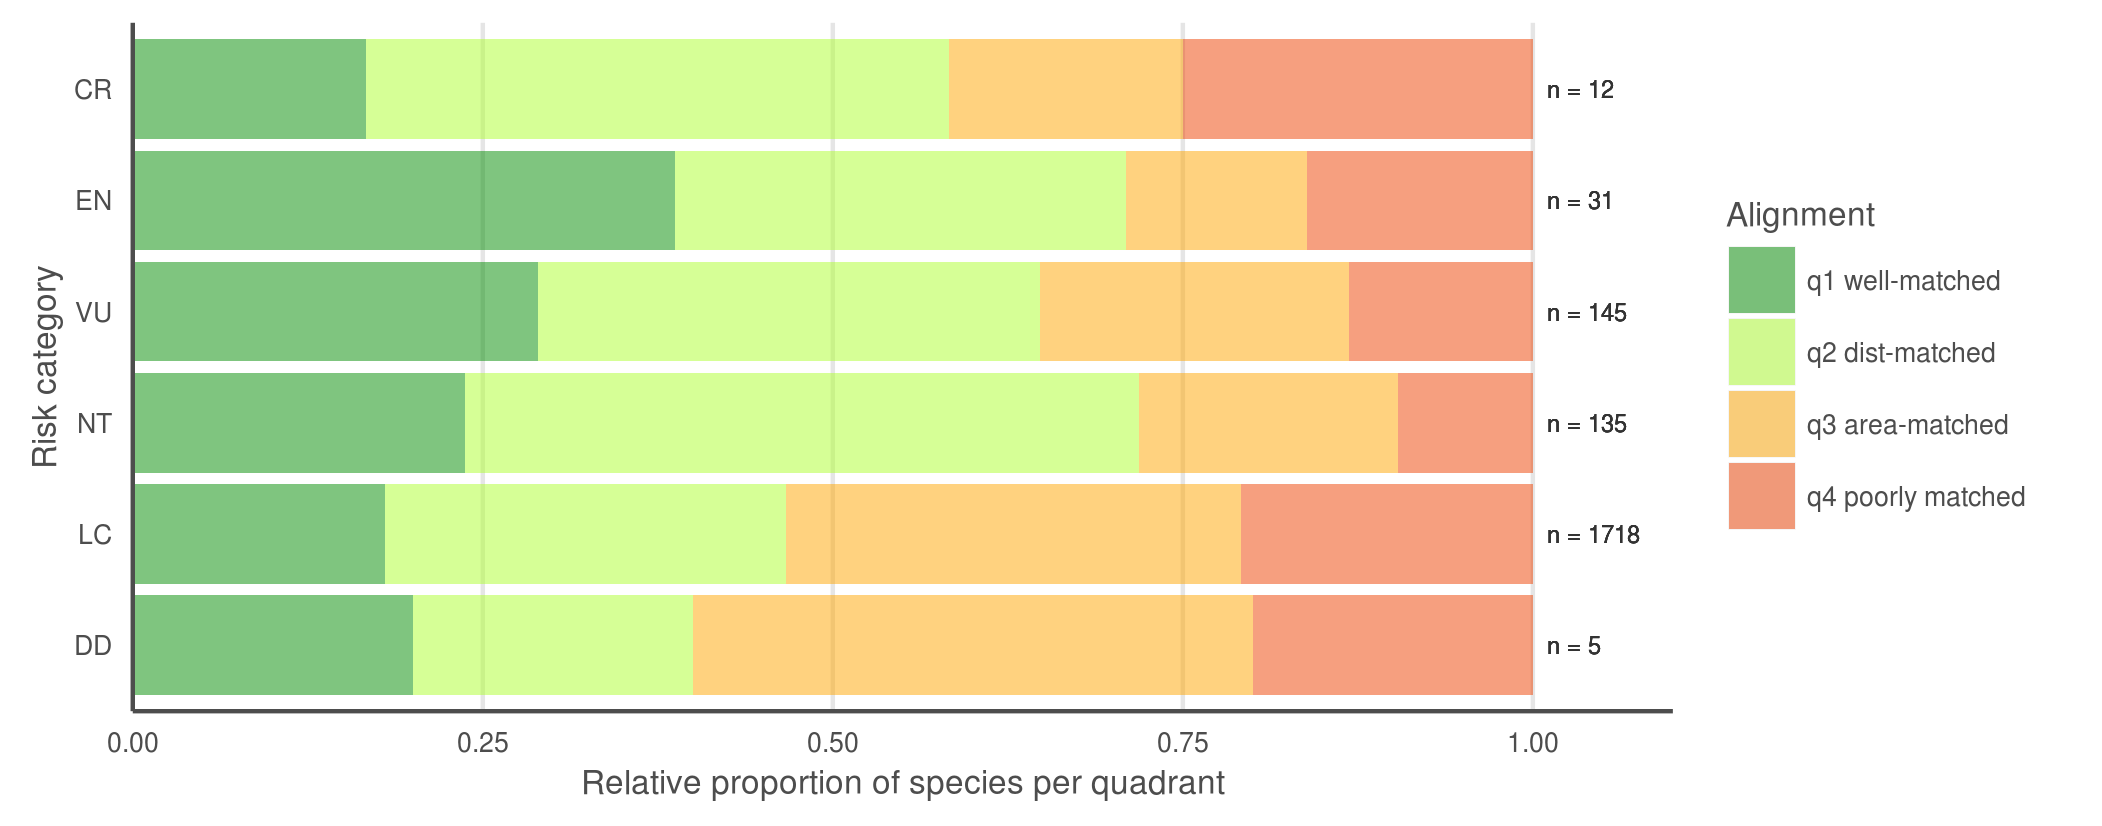 CR
n = 12
EN
n = 31
VU
n = 145
NT
n = 135
LC
n = 1718
DD
n = 5
Risk category
0.00 0.25 0.50 0.75 1.00
Relative proportion of species per quadrant
Alignment
q1 well-matched
q2 dist-matched
q3 area-matched
q4 poorly matched